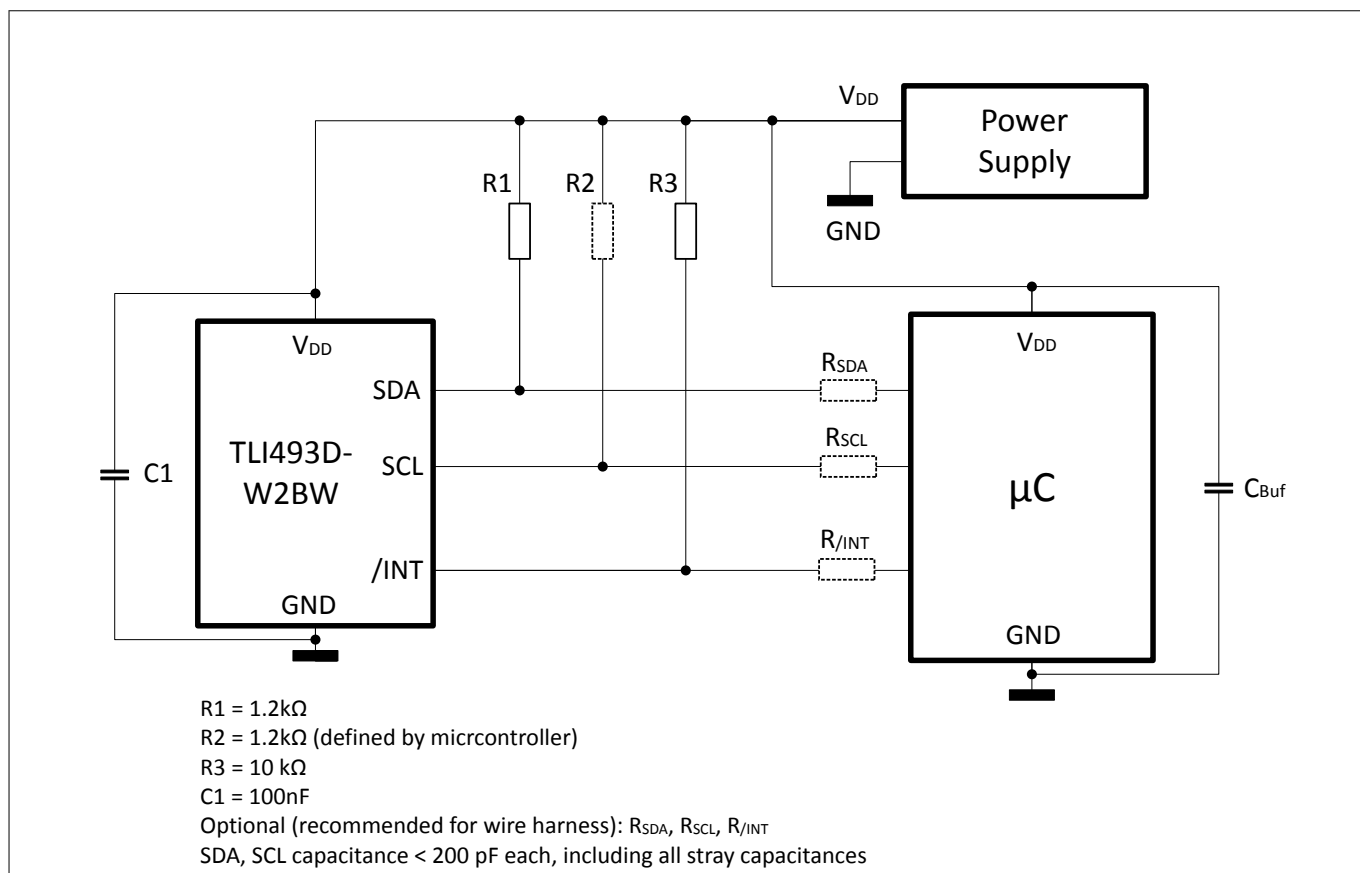 VDD
Power
Supply
GND
R1
R2
R3
VDD
SDA
SCL
/INT
GND
TLI493D-
W2BW
C1
RSDA
RSCL
R/INT
VDD
µC
GND
CBuf
R1 = 1.2kΩ
R2 = 1.2kΩ (defined by micrcontroller)
R3 = 10 kΩ
C1 = 100nF
Optional (recommended for wire harness): RSDA, RSCL, R/INT
SDA, SCL capacitance < 200 pF each, including all stray capacitances